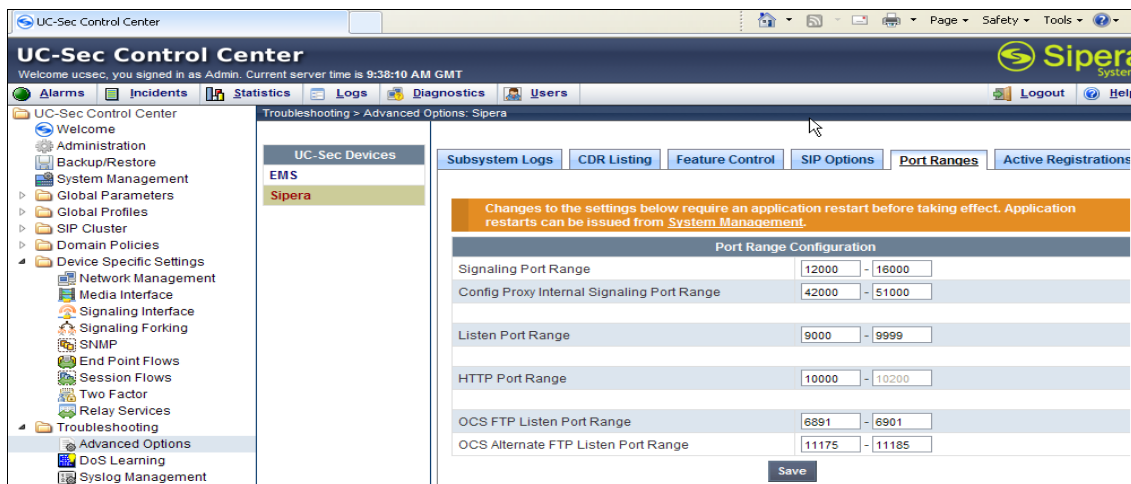 UC-Sec Control Center
Page Safety Tools
UC-Sec Control Center
Welcome ucsec, you signed in as Admin. Current server time is 9:38:10 AM GMT
Sipera
System
Alarms Incidents Statistics Logs Diagnostics Users Logout Help
UC-Sec Control Center
Welcome
Administration
Backup/Restore
System Management
Global Parameters
Global Profiles
SIP Cluster
Domain Policies
Device Specific Settings
Network Management
Media Interface
Signaling Interface
Signaling Forking
SNMP
End Point Flows
Session Flows
Two Factor
Relay Services
Troubleshooting
Advanced Options
DoS Learning
Syslog Management
Troubleshooting > Advanced Options: Sipera
UC-Sec Devices
EMS
Sipera
Subsystem Logs CDR Listing Feature Control SIP Options Port Ranges Active Registrations
Changes to the settings below require an application restart before taking effect. Application
restarts can be issued from System Management.
Port Range Configuration
Signaling Port Range 12000 - 16000
Config Proxy Internal Signaling Port Range 42000 - 51000
Listen Port Range 9000 - 9999
HTTP Port Range 10000 - 10200
OCS FTP Listen Port Range 6891 - 6901
OCS Alternate FTP Listen Port Range 11175 - 11185
Save